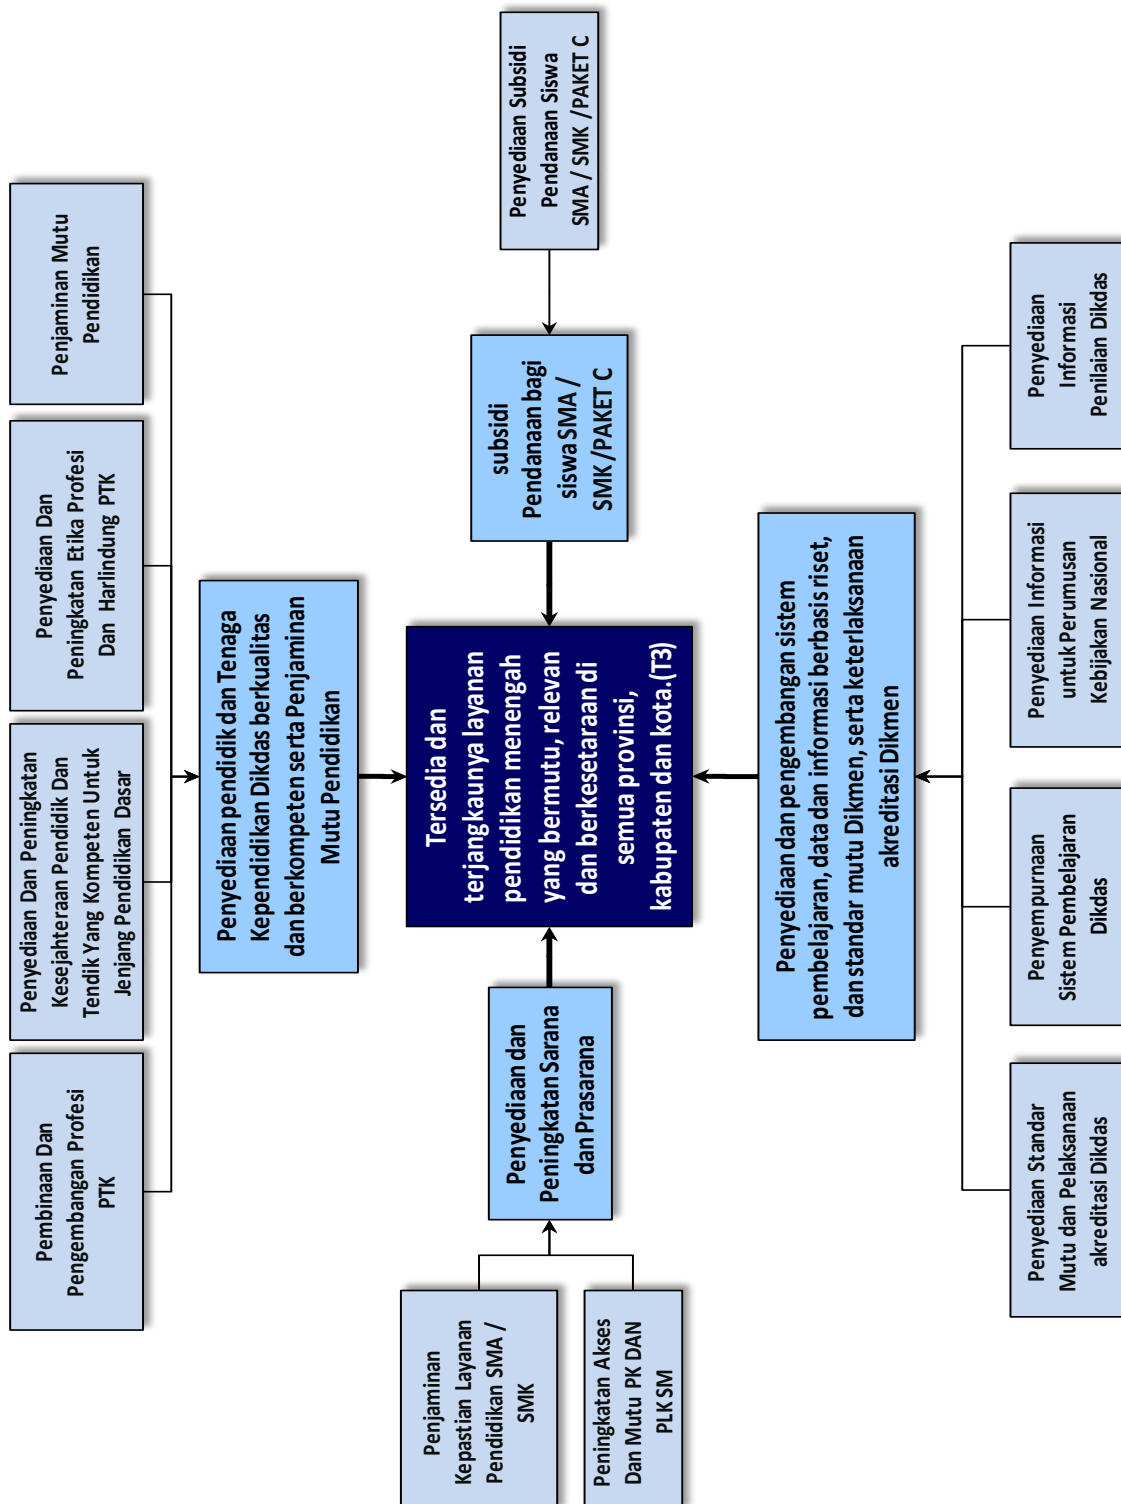 Pembinaan Dan
Pengembangan Profesi
PTK
Penyediaan Dan Peningkatan
Kesejahteraan Pendidik Dan
Tendik Yang Kompeten Untuk
Jenjang Pendidikan Dasar
Penyediaan Dan
Peningkatan Etika Profesi
Dan Harlindung PTK
Penjaminan Mutu
Pendidikan
Penyediaan pendidik dan Tenaga
Kependidikan Dikdas berkualitas
dan berkompeten serta Penjaminan
Mutu Pendidikan
Penjaminan
Kepastian Layanan
Pendidikan SMA /
SMK
Peningkatan Akses
Dan Mutu PK DAN
PLK SM
Penyediaan dan
Peningkatan Sarana
dan Prasarana
Tersedia dan
terjangkaunya layanan
pendidikan menengah
yang bermutu, relevan
dan berkesetaraan di
semua provinsi,
kabupaten dan kota.(T3)
subsidi
Pendanaan bagi
siswa SMA /
SMK /PAKET C
Penyediaan Subsidi
Pendanaan Siswa
SMA / SMK /PAKET C
Penyediaan dan pengembangan sistem
pembelajaran, data dan informasi berbasis riset,
dan standar mutu Dikmen, serta keterlaksanaan
akreditasi Dikmen
Penyediaan Standar
Mutu dan Pelaksanaan
akreditasi Dikdas
Penyempurnaan
Sistem Pembelajaran
Dikdas
Penyediaan Informasi
untuk Perumusan
Kebijakan Nasional
Penyediaan
Informasi
Penilaian Dikdas